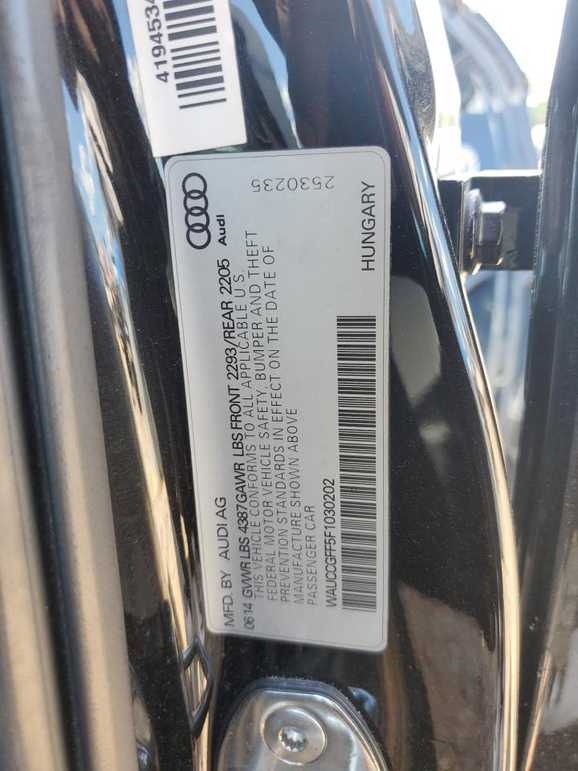 4194534
MFD. BY AUDI AG
Audi
06 14 GVWR LBS 4387 GAWR LBS FRONT 2293/REAR 2205
THIS VEHICLE CONFORMS TO ALL APPLICABLE U.S.
FEDERAL MOTOR VEHICLE SAFETY, BUMPER AND THEFT
PREVENTION STANDARDS IN EFFECT ON THE DATE OF
MANUFACTURE SHOWN ABOVE
PASSENGER CAR
WAUCCGFF5F1030202
2530235
HUNGARY